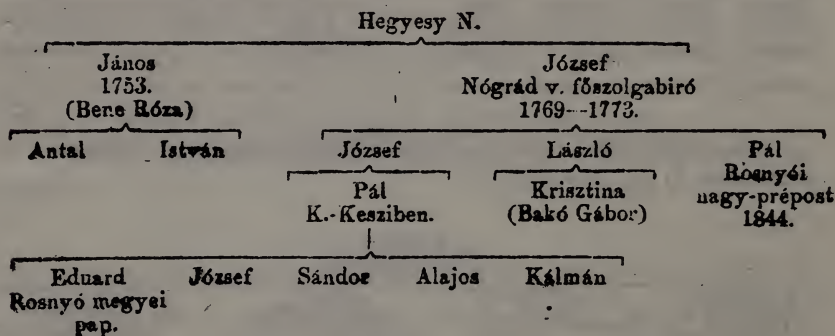 Hegyesy N.
János József
1753. Nógrád v. főszolgabiró
(Bene Róza) 1769--1773.
Antal István József László Pál
Pál Krisztina Rosnyói
K.-Kesziben. (Bakó Gábor) nagy-prépost
1844.
Eduard József Sándor Alajos Kálmán
Rosnyó megyei
pap.